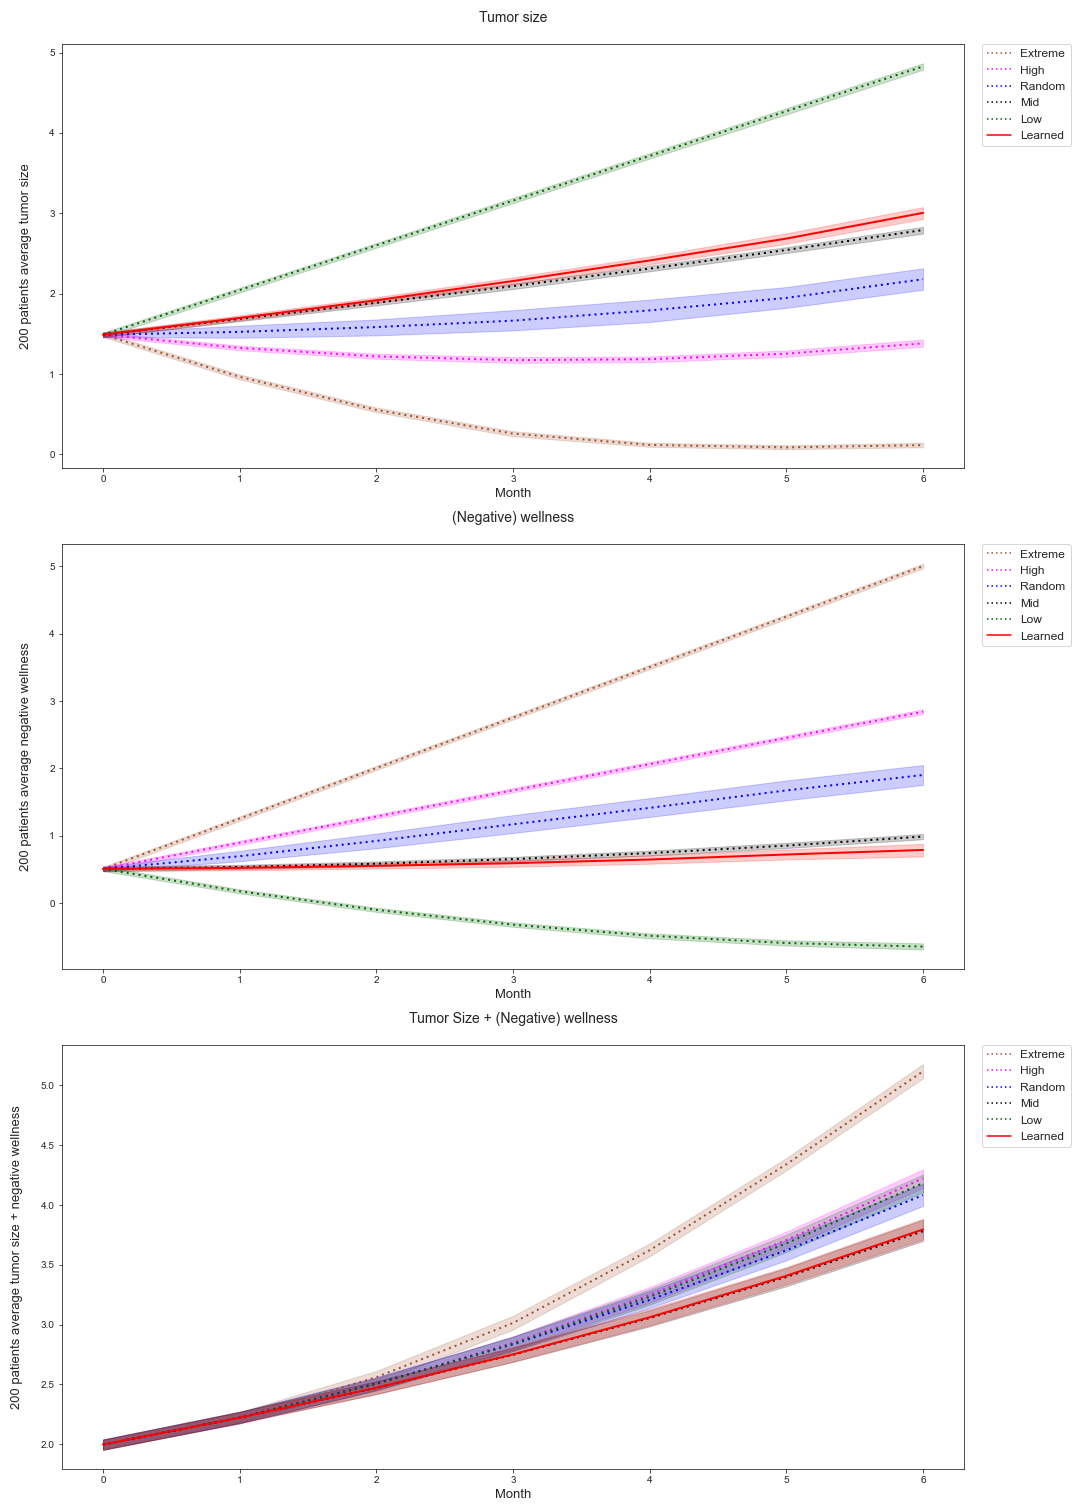 Tumor size
200 patients average tumor size
5
4
3
2
1
0
0 1 2 3 4 5 6
Month
Extreme
High
Random
Mid
Low
Learned
(Negative) wellness
200 patients average negative wellness
5
4
3
2
1
0
0 1 2 3 4 5 6
Month
Extreme
High
Random
Mid
Low
Learned
Tumor Size + (Negative) wellness
200 patients average tumor size + negative wellness
5.0
4.5
4.0
3.5
3.0
2.5
2.0
0 1 2 3 4 5 6
Month
Extreme
High
Random
Mid
Low
Learned